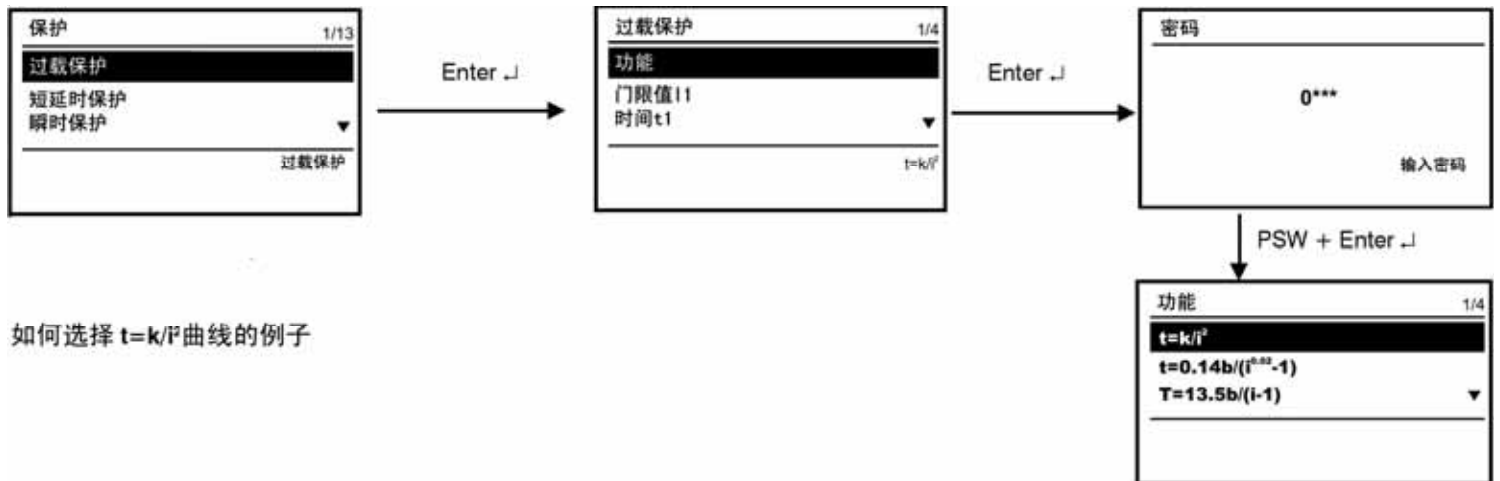 保护
1/13
过载保护
短延时保护
瞬时保护
▼
过载保护
Enter ↵
过载保护
1/4
功能
门限值I1
时间t1
▼
t=k/i²
Enter ↵
密码
0***
输入密码
PSW + Enter ↵
功能
1/4
t=k/i²
t=0.14b/(i^0.02-1)
T=13.5b/(i-1)
▼
如何选择 t=k/i²曲线的例子